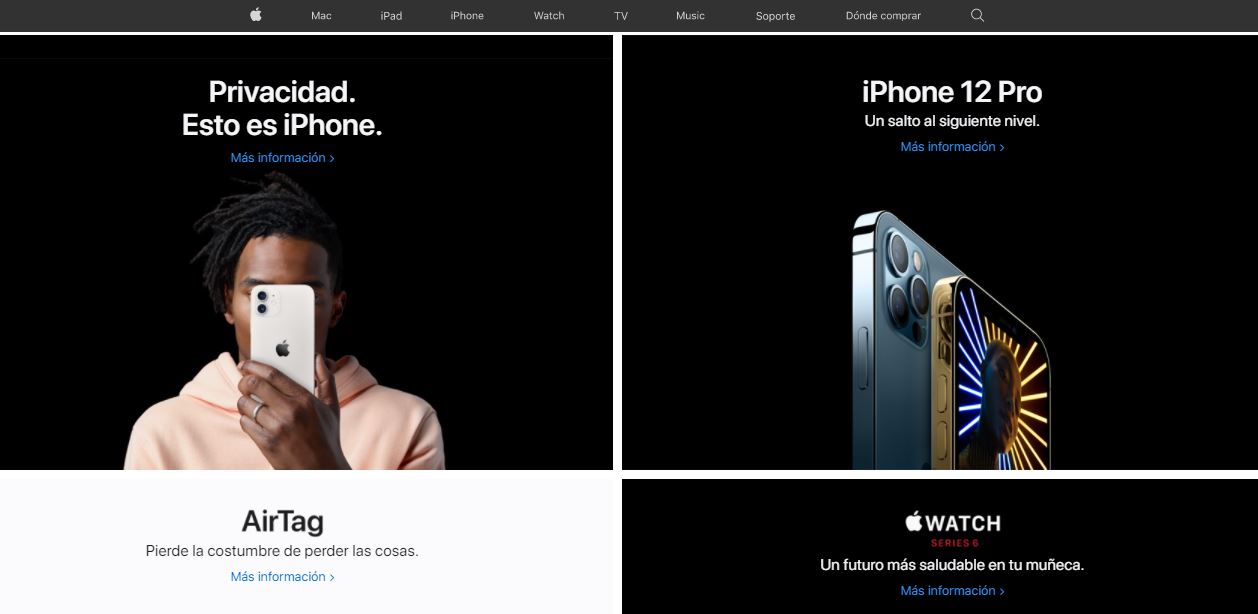 Mac iPad iPhone Watch TV Music Soporte Dónde comprar
Privacidad.
Esto es iPhone.
Más información >
iPhone 12 Pro
Un salto al siguiente nivel.
Más información >
AirTag
Pierde la costumbre de perder las cosas.
Más información >
WATCH
SERIES 6
Un futuro más saludable en tu muñeca.
Más información >